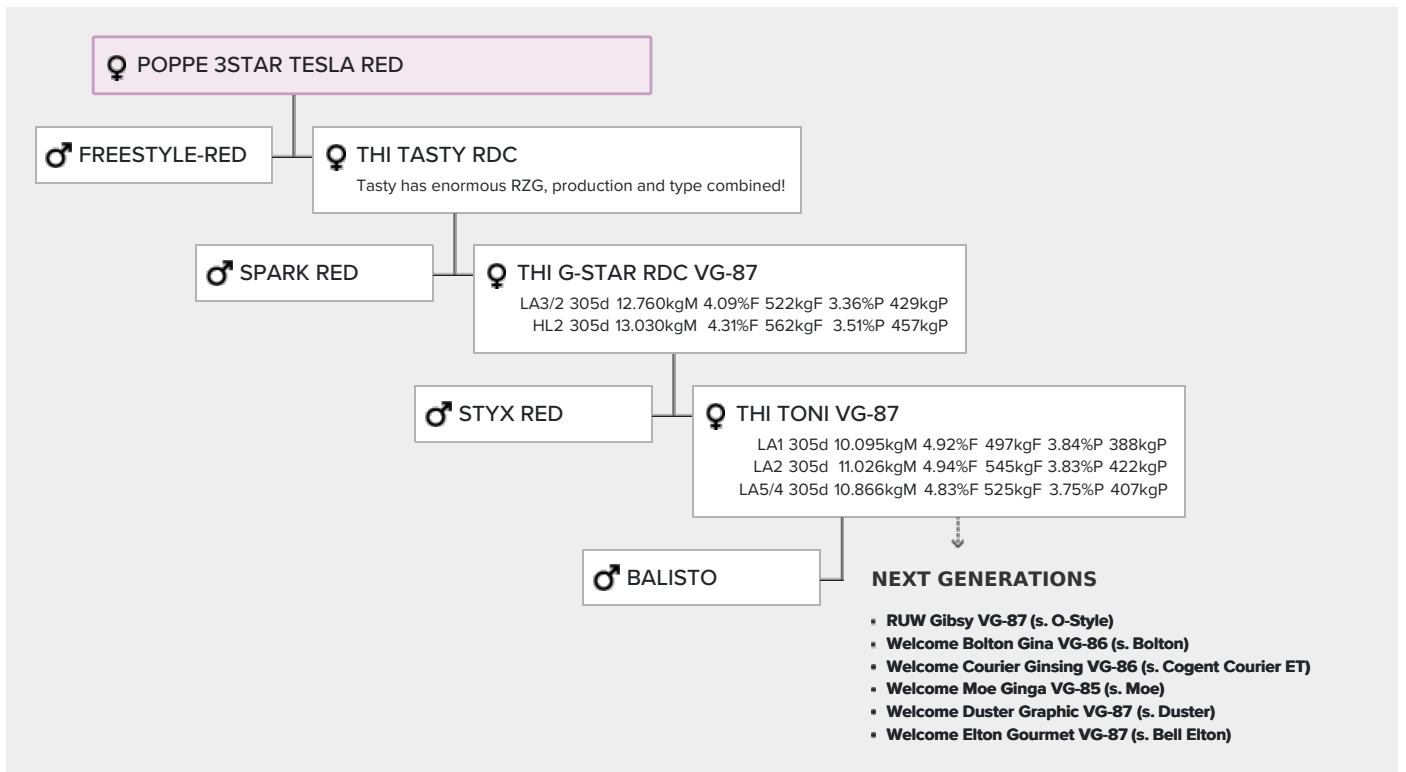 POPPE 3STAR TESLA RED
FREESTYLE-RED
THI TASTY RDC
Tasty has enormous RZG, production and type combined!
SPARK RED
THI G-STAR RDC VG-87
LA3/2 305d 12.760kgM 4.09%F 522kgF 3.36%P 429kgP
HL2 305d 13.030kgM 4.31%F 562kgF 3.51%P 457kgP
STYX RED
THI TONI VG-87
LA1 305d 10.095kgM 4.92%F 497kgF 3.84%P 388kgP
LA2 305d 11.026kgM 4.94%F 545kgF 3.83%P 422kgP
LA5/4 305d 10.866kgM 4.83%F 525kgF 3.75%P 407kgP
BALISTO
NEXT GENERATIONS
RUW Gibsy VG-87 (s. O-Style)
Welcome Bolton Gina VG-86 (s. Bolton)
Welcome Courier Ginsing VG-86 (s. Cogent Courier ET)
Welcome Moe Ginga VG-85 (s. Moe)
Welcome Duster Graphic VG-87 (s. Duster)
Welcome Elton Gourmet VG-87 (s. Bell Elton)